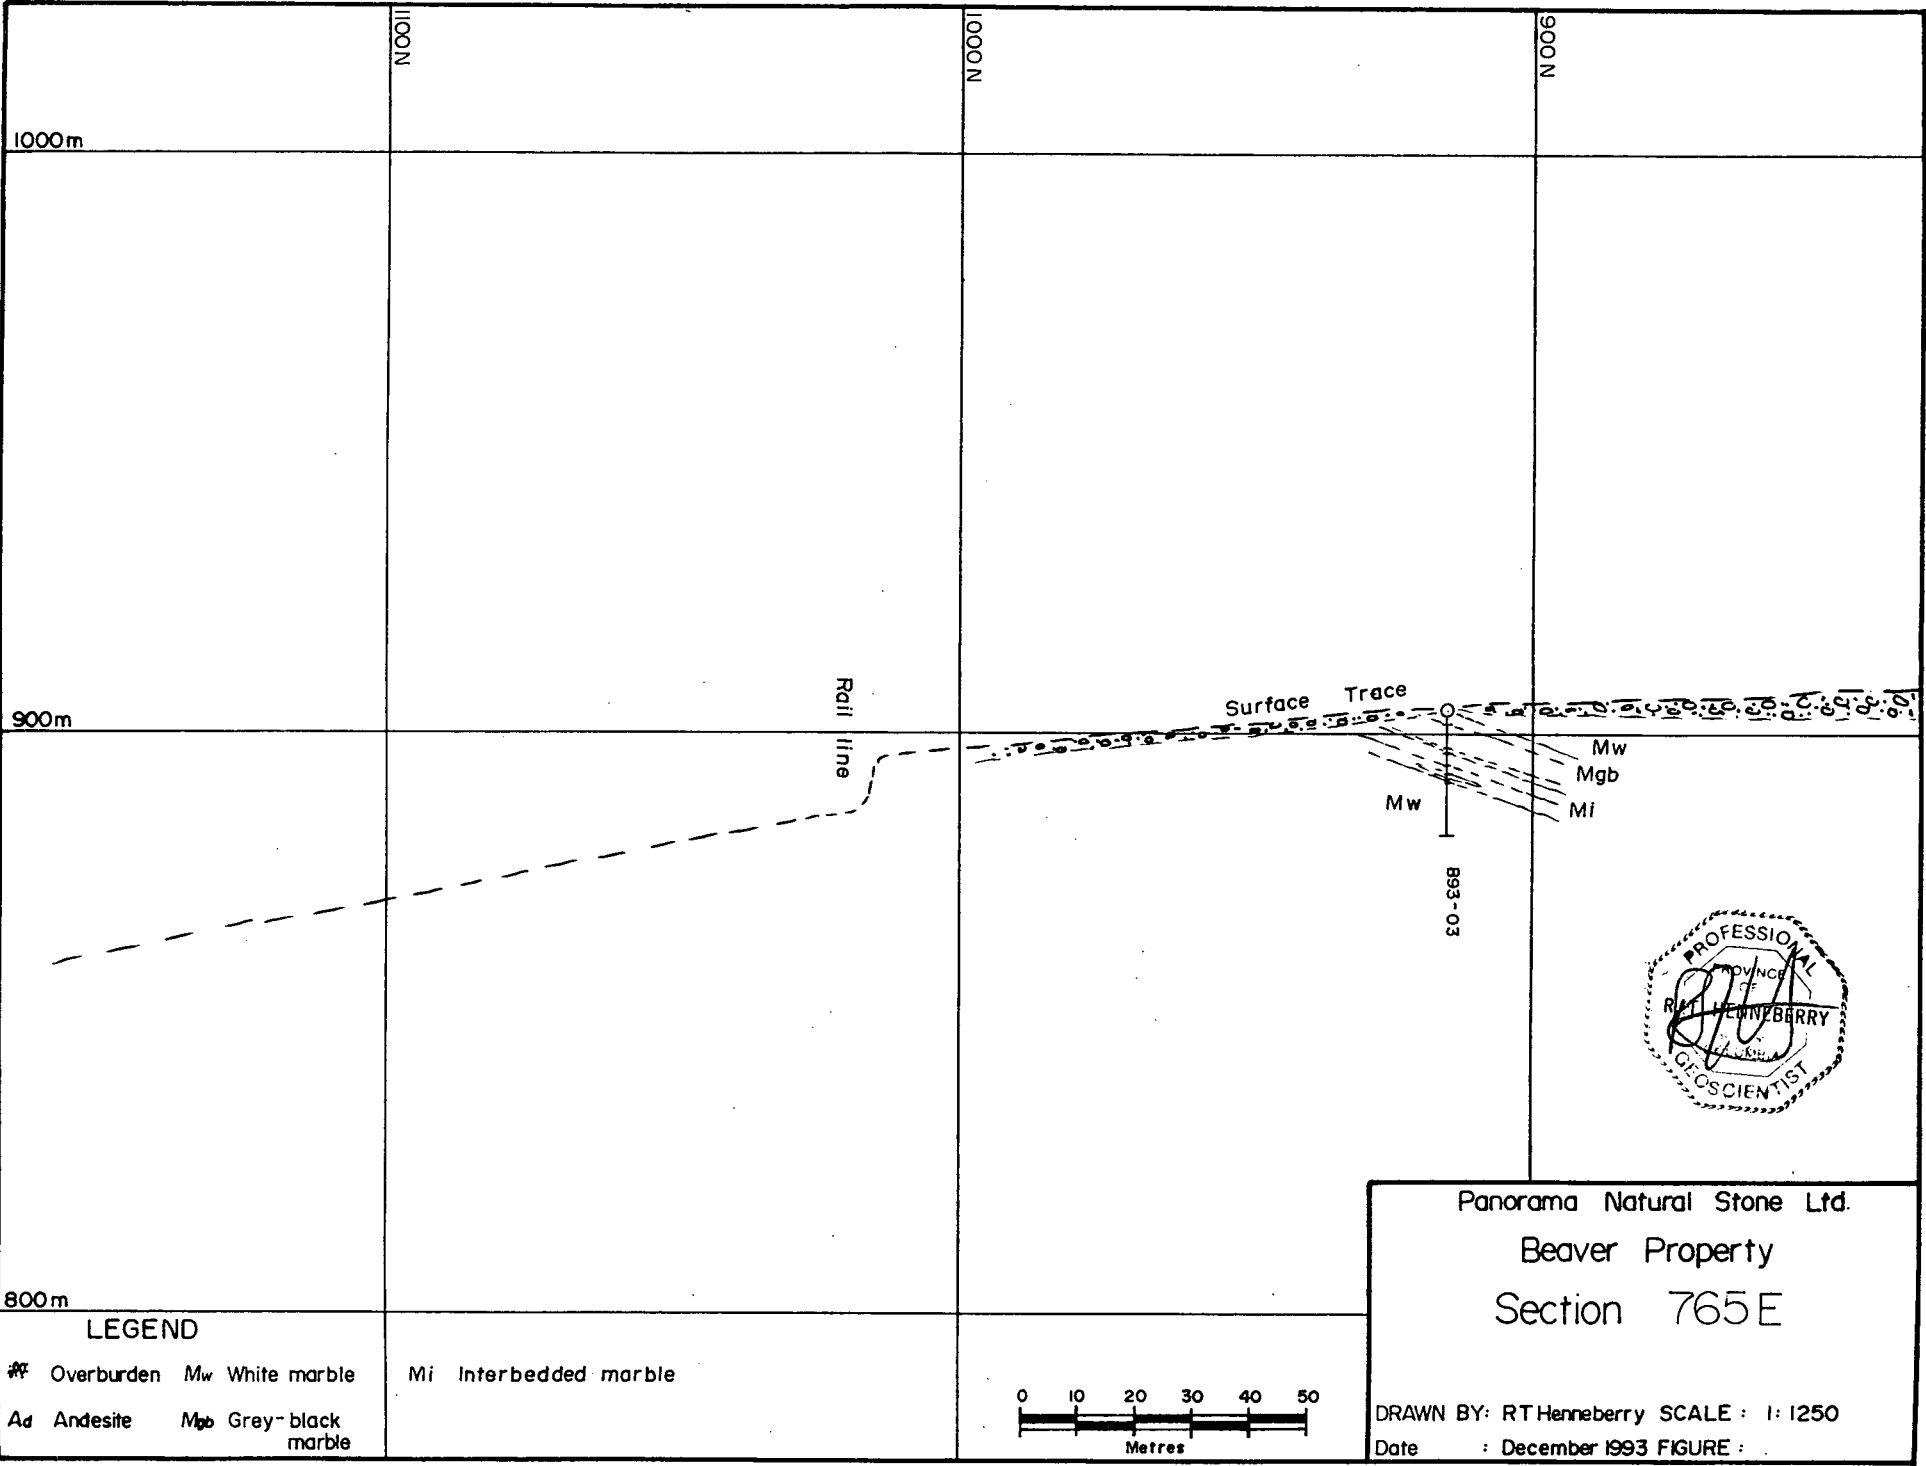 1100N
1000N
900N
1000m
900m
800m
Rail line
Surface Trace
Mw
Mgb
Mi
Mw
B93-03
PROFESSIONAL
PROVINCE
OF
HENNEBERRY
COLUMBIA
GEOSCIENTIST
Panorama Natural Stone Ltd.
Beaver Property
Section 765E
DRAWN BY: RT Henneberry SCALE : 1:1250
Date : December 1993 FIGURE :
LEGEND
Overburden Mw White marble Mi Interbedded marble
Ad Andesite Mgb Grey-black
marble
0 10 20 30 40 50
Metres